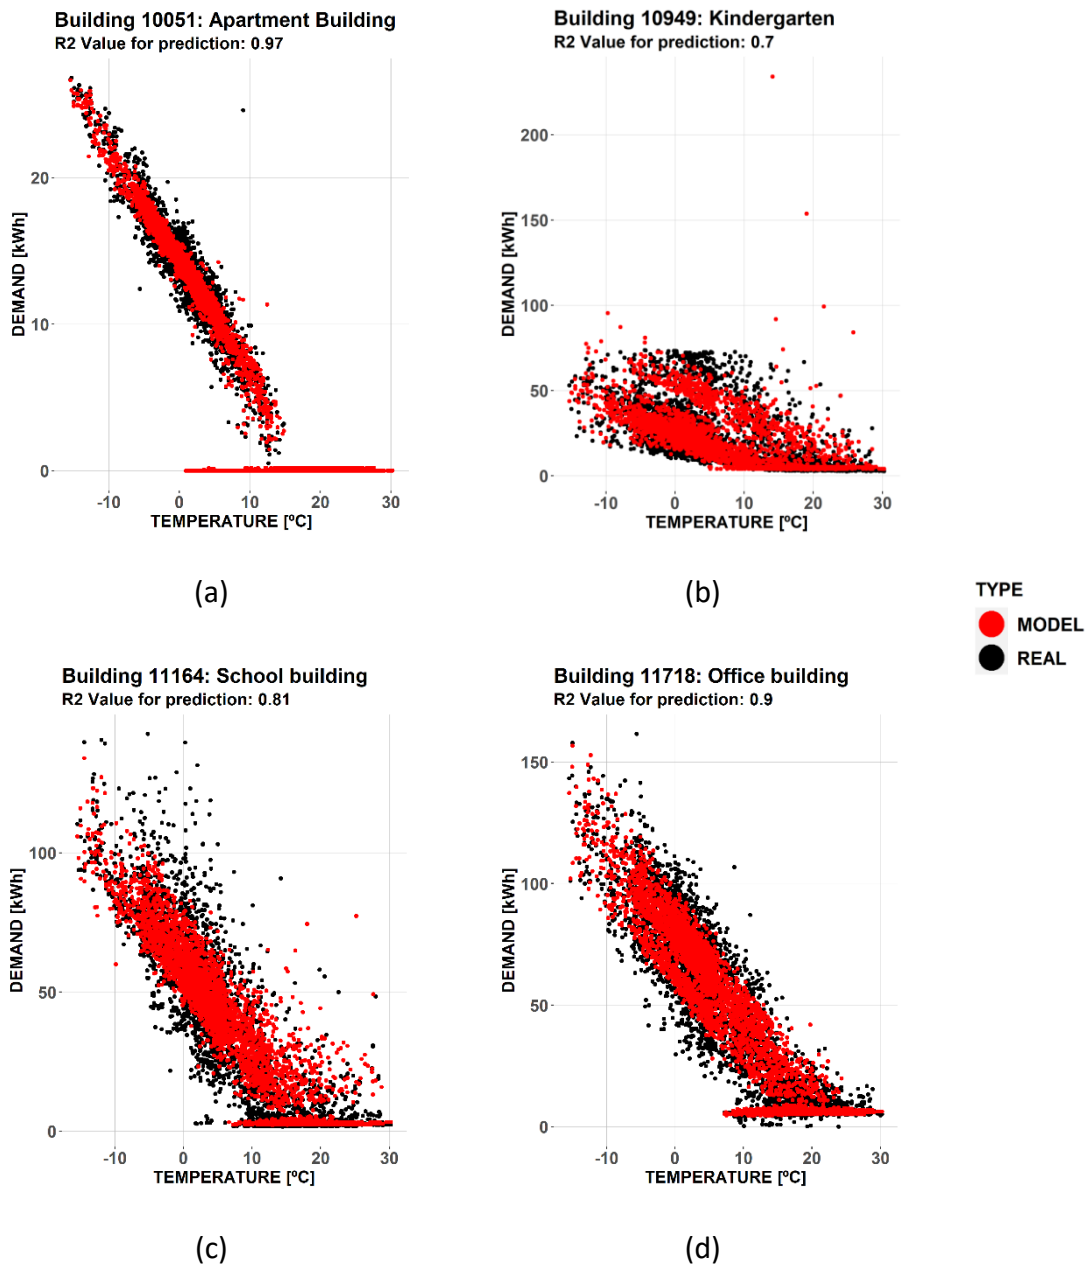 Building 10051: Apartment Building
R2 Value for prediction: 0.97
DEMAND [kWh]
20
10
0
-10 0 10 20 30
TEMPERATURE [ºC]
(a)
Building 10949: Kindergarten
R2 Value for prediction: 0.7
DEMAND [kWh]
200
150
100
50
0
-10 0 10 20 30
TEMPERATURE [ºC]
(b)
TYPE
MODEL
REAL
Building 11164: School building
R2 Value for prediction: 0.81
DEMAND [kWh]
100
50
0
-10 0 10 20 30
TEMPERATURE [ºC]
(c)
Building 11718: Office building
R2 Value for prediction: 0.9
DEMAND [kWh]
150
100
50
0
-10 0 10 20 30
TEMPERATURE [ºC]
(d)